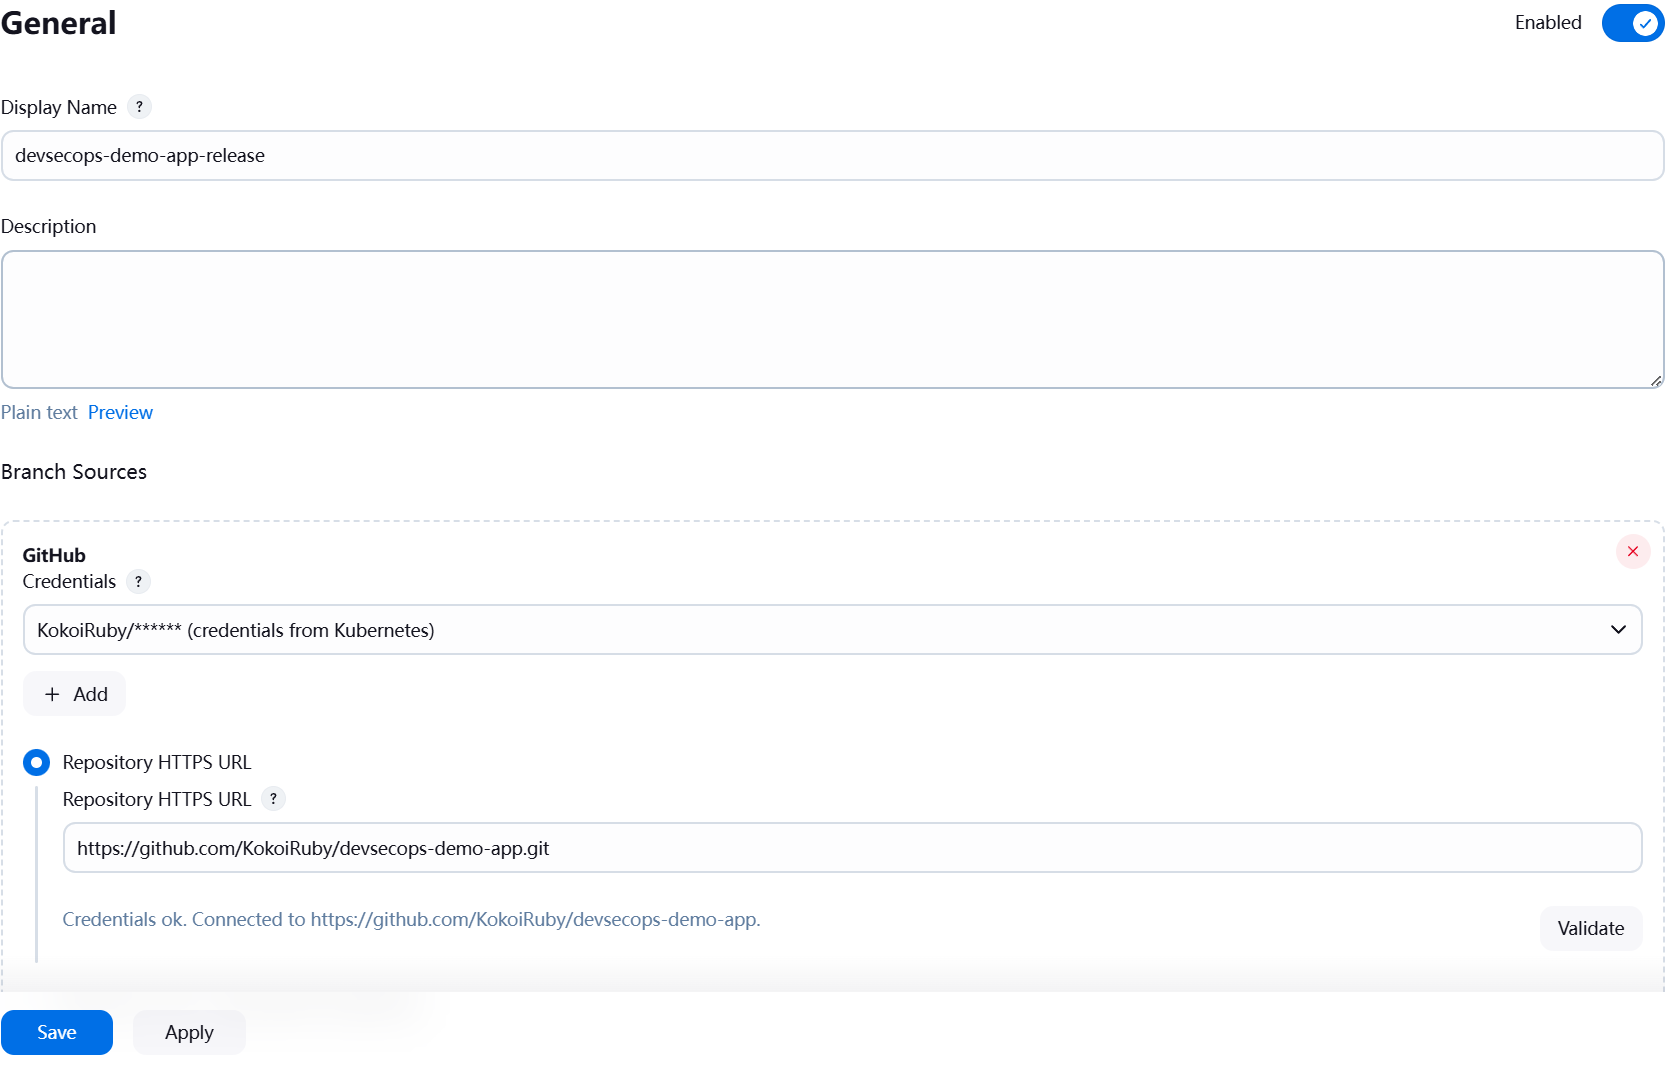 General
Enabled
Display Name ?
devsecops-demo-app-release
Description
Plain text Preview
Branch Sources
GitHub
Credentials ?
KokoiRuby/****** (credentials from Kubernetes)
+ Add
Repository HTTPS URL
Repository HTTPS URL ?
https://github.com/KokoiRuby/devsecops-demo-app.git
Credentials ok. Connected to https://github.com/KokoiRuby/devsecops-demo-app.
Validate
Save Apply